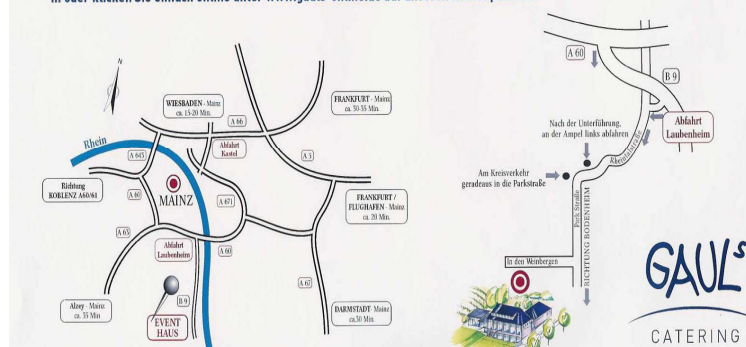 N
WIESBADEN - Mainz
ca. 15-20 Min.
FRANKFURT - Mainz
ca. 30-35 Min.
A 66
Rhein
Abfahrt
Kastel
A 643
A 3
Richtung
KOBLENZ A60/61
A 60
MAINZ
A 671
FRANKFURT /
FLUGHAFEN - Mainz
ca. 20 Min.
A 63
Abfahrt
Laubenheim
A 60
A 67
Alzey - Mainz
ca. 35 Min
B 9
EVENT
HAUS
DARMSTADT - Mainz
ca.30 Min.
A 60
B 9
Nach der Unterführung,
an der Ampel links abfahren
Abfahrt
Laubenheim
Rheintalstraße
Am Kreisverkehr
geradeaus in die Parkstraße
Park Straße
RICHTUNG BODENHEIM
In den Weinbergen
GAULs
CATERING